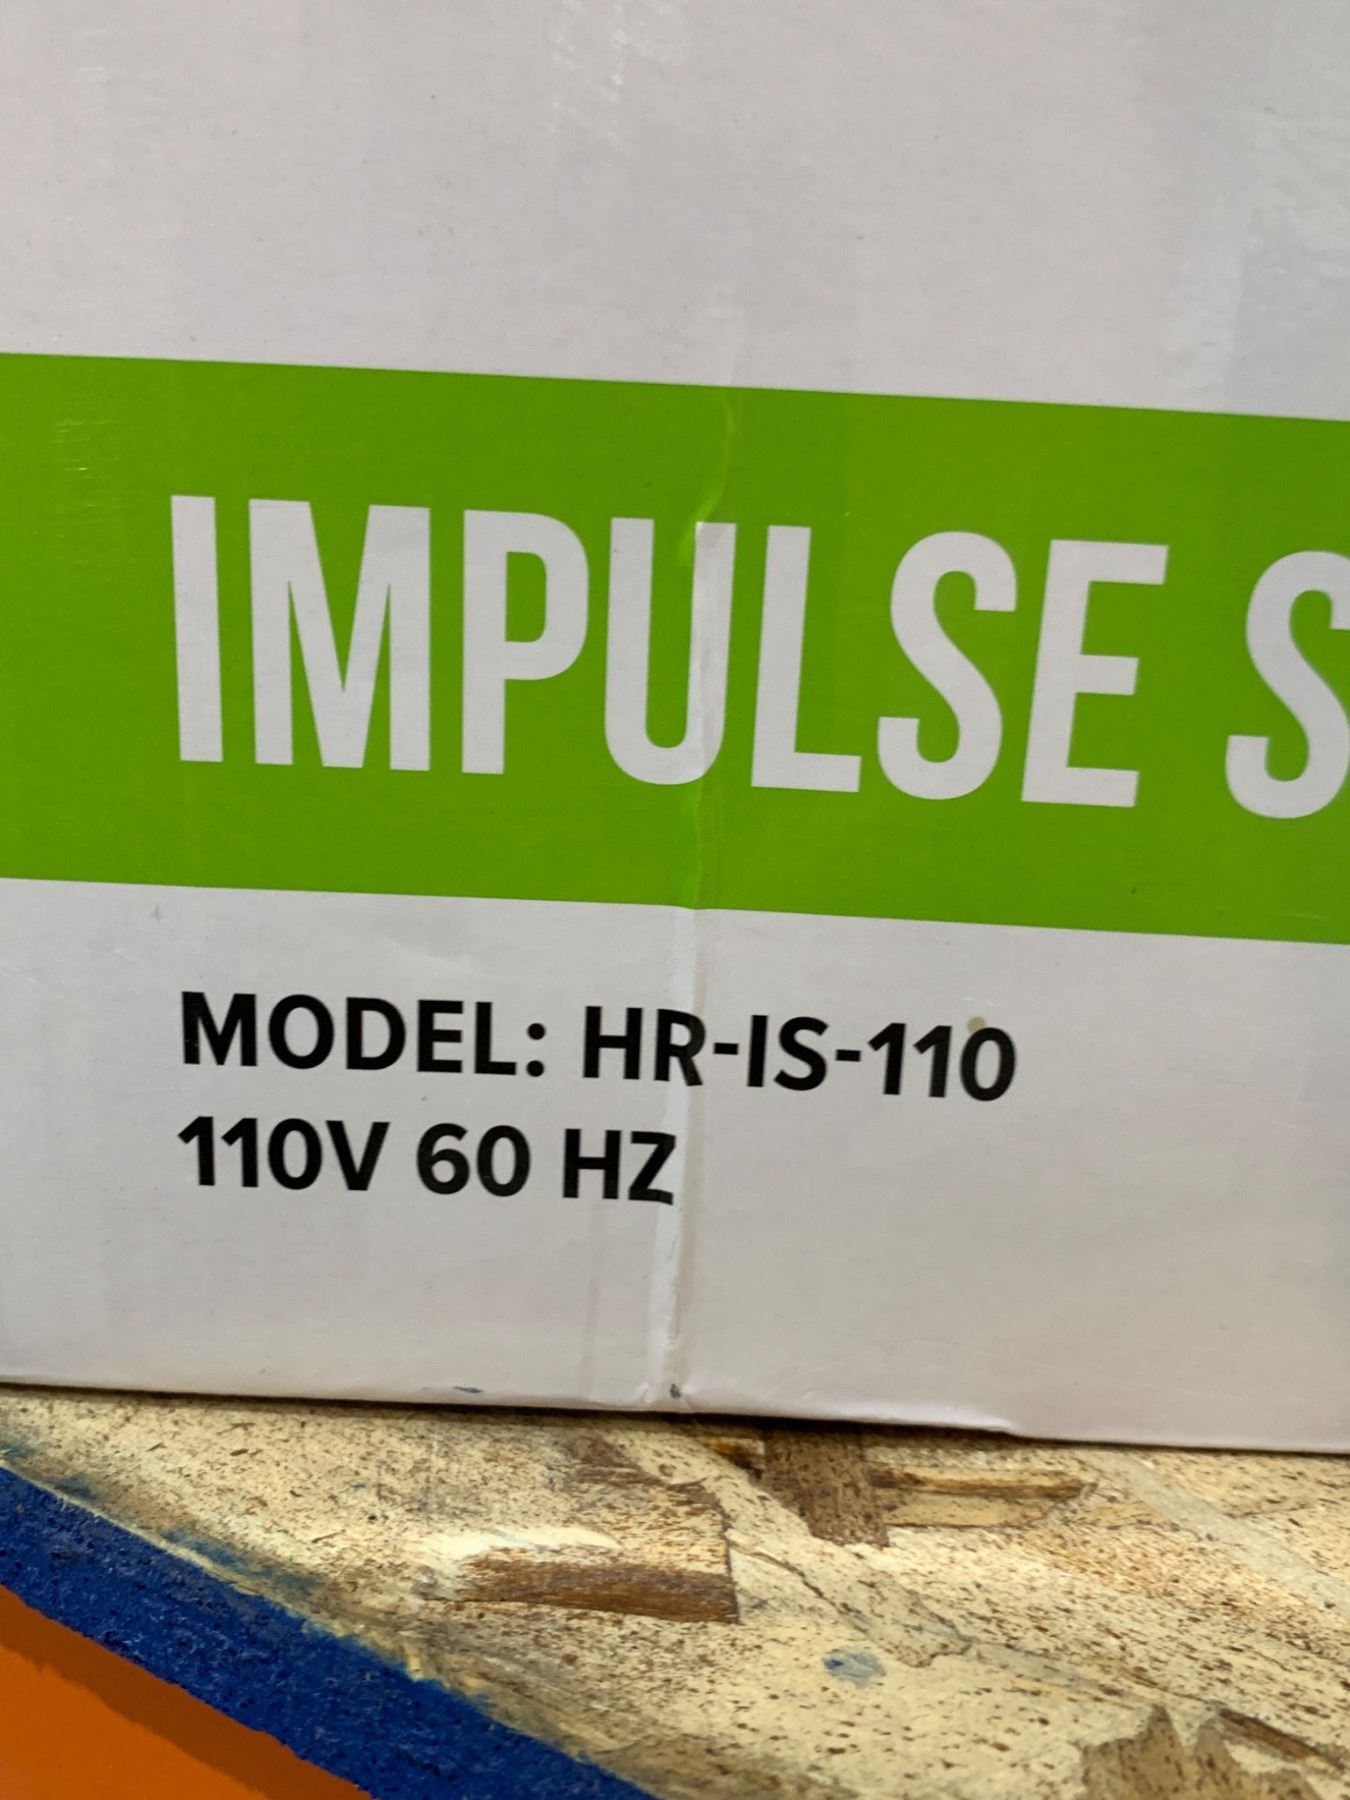 IMPULSE S
MODEL: HR-IS-110
110V 60 HZ